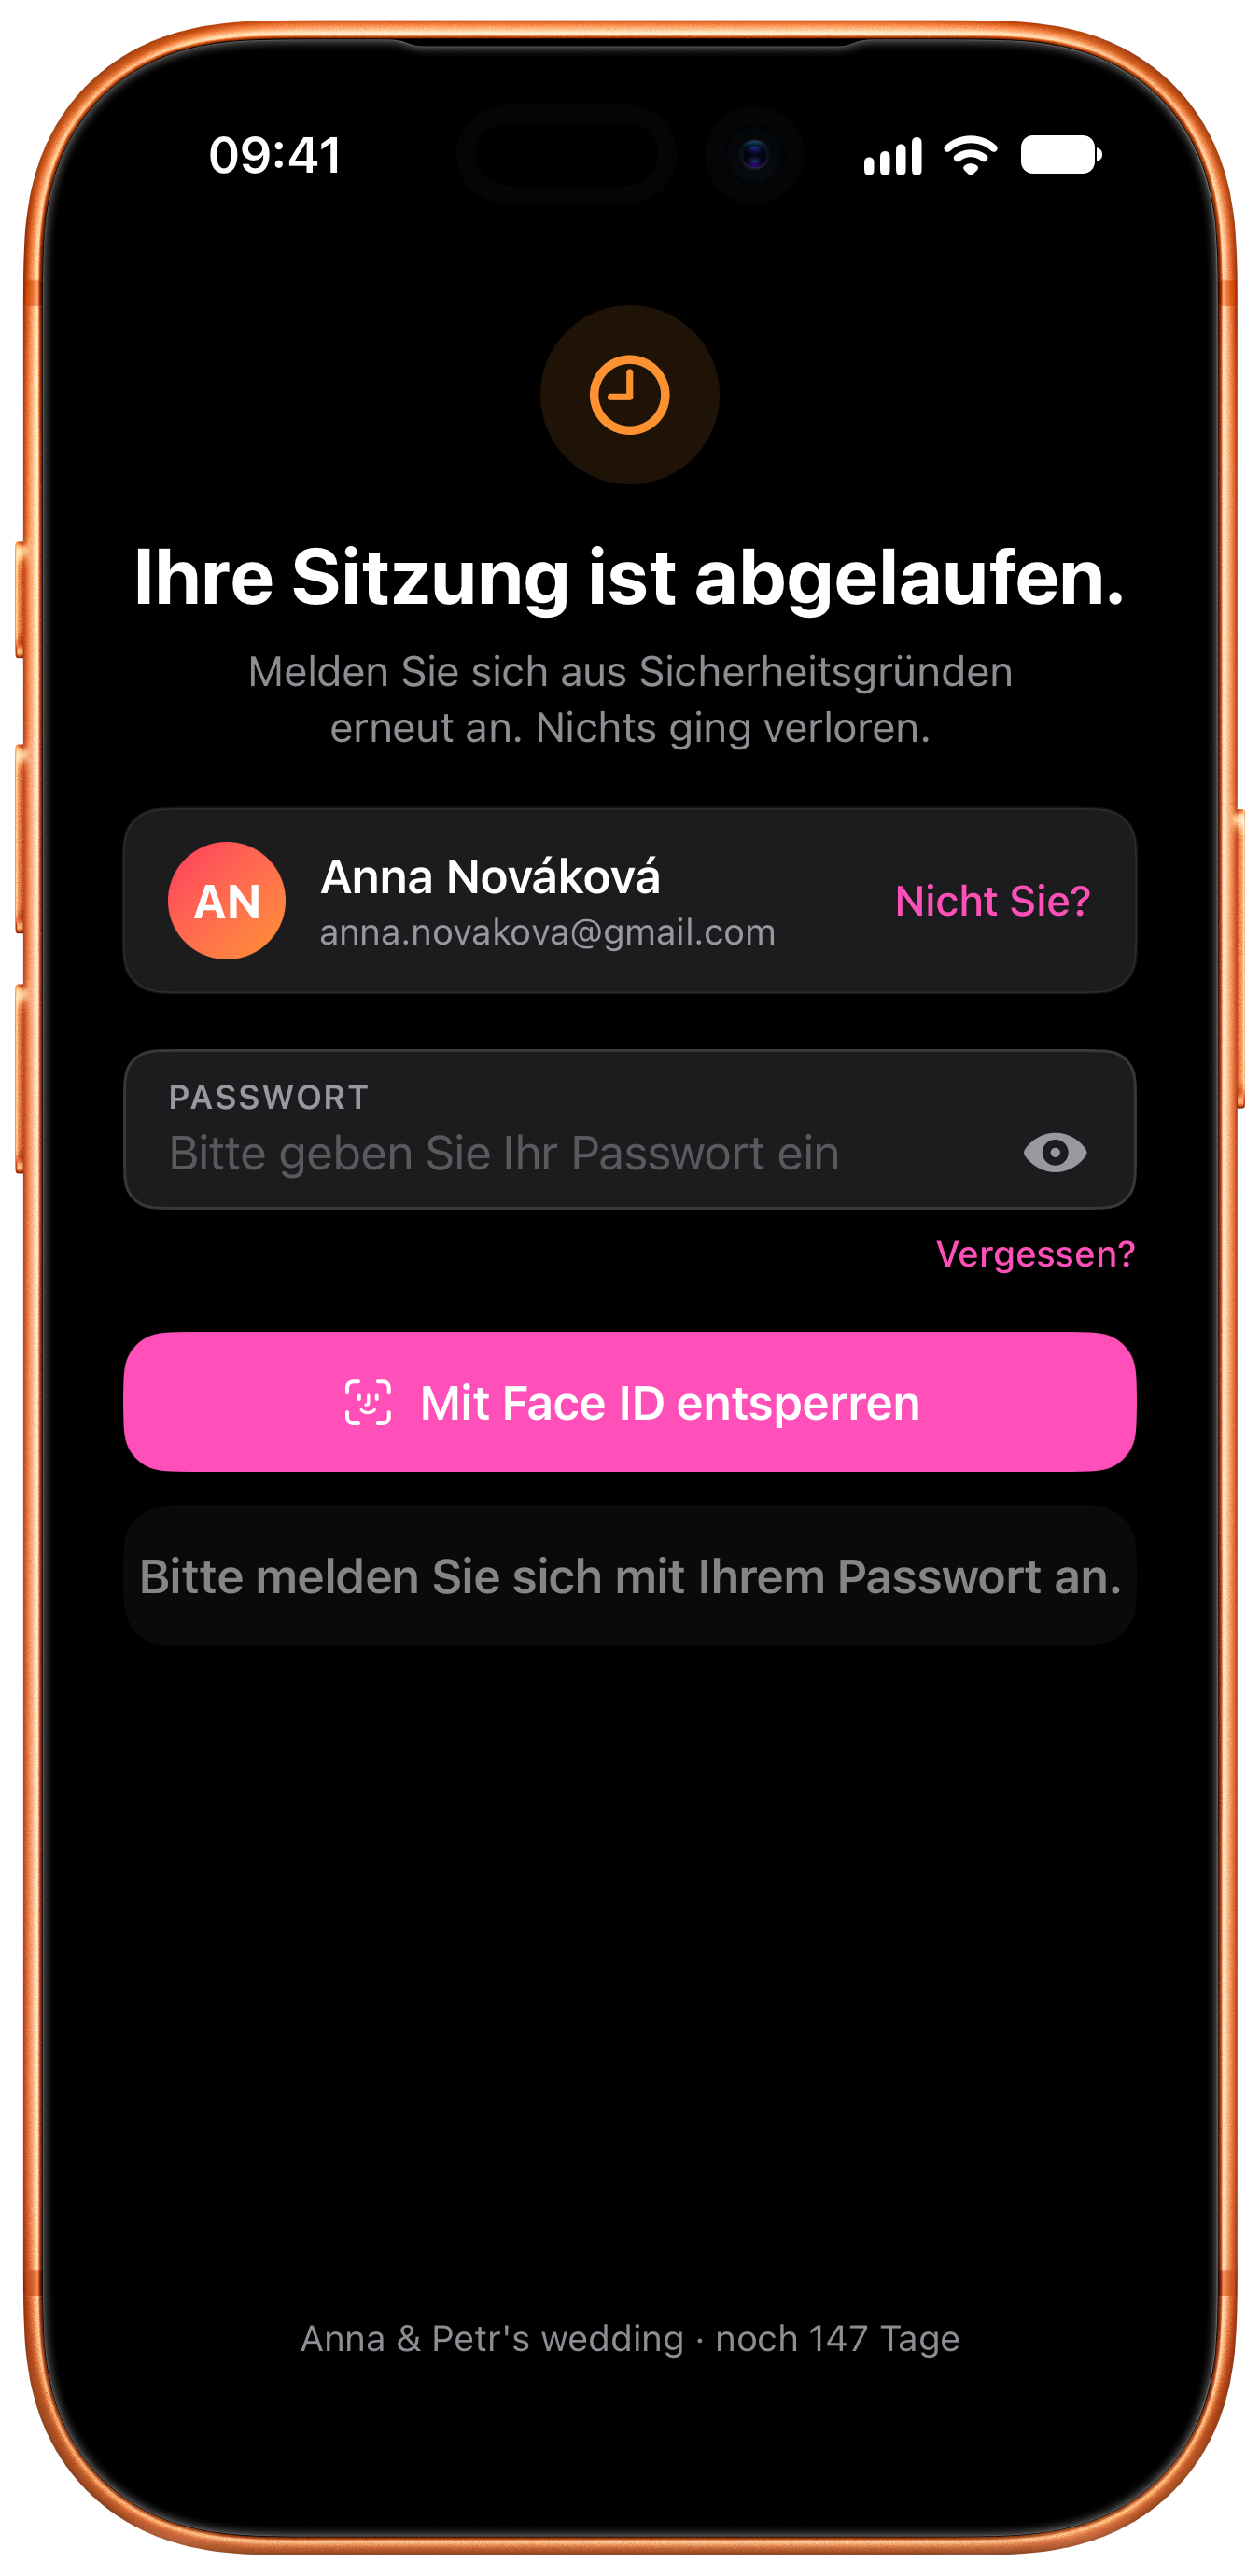 09:41
Ihre Sitzung ist abgelaufen.
Melden Sie sich aus Sicherheitsgründen
erneut an. Nichts ging verloren.
AN
Anna Nováková
anna.novakova@gmail.com
Nicht Sie?
PASSWORT
Bitte geben Sie Ihr Passwort ein
Vergessen?
Mit Face ID entsperren
Bitte melden Sie sich mit Ihrem Passwort an.
Anna & Petr's wedding · noch 147 Tage